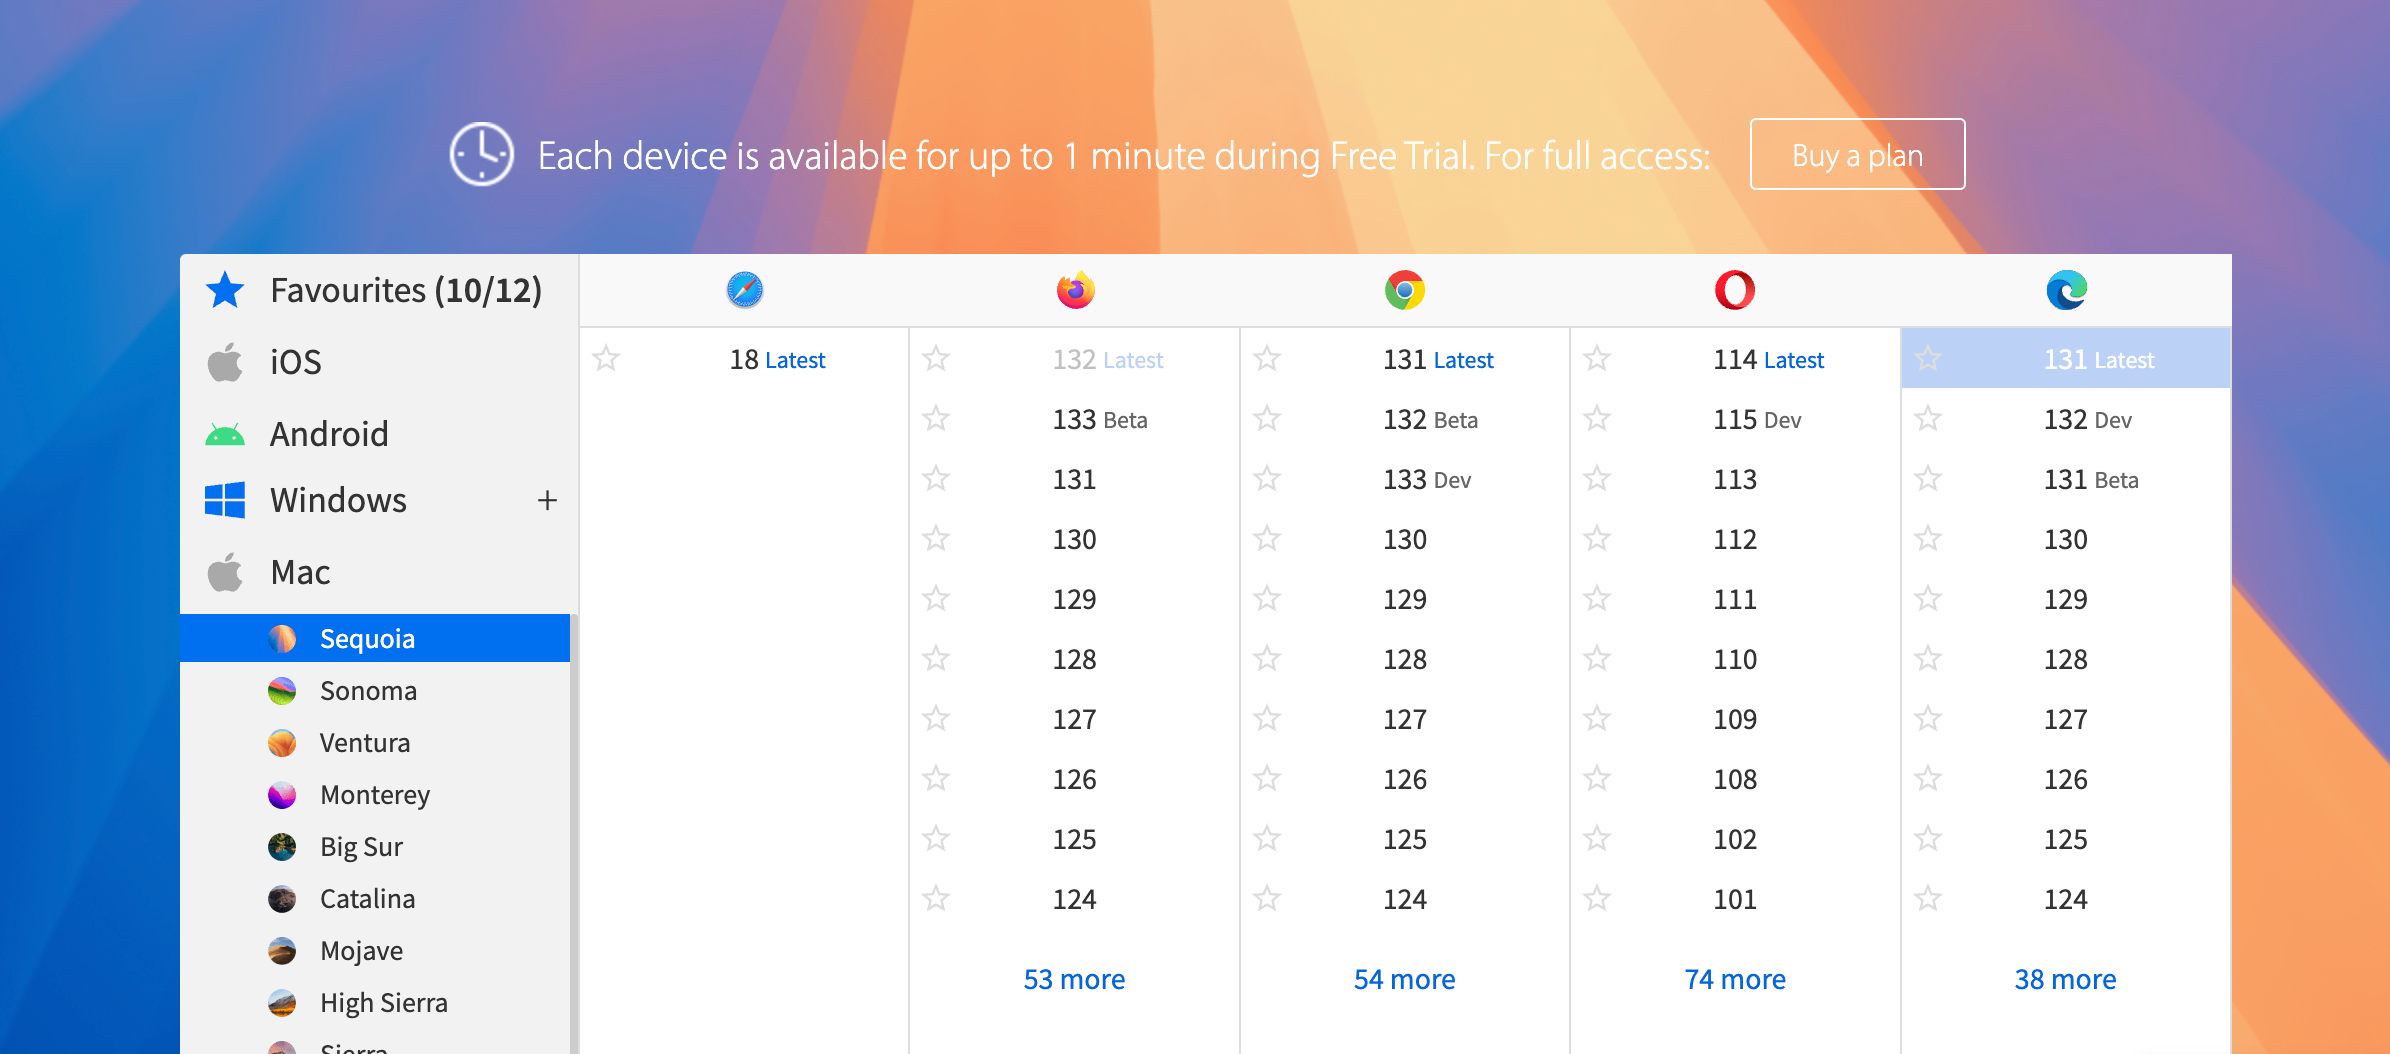 Each device is available for up to 1 minute during Free Trial. For full access:
Buy a plan
Favourites (10/12)
iOS
Android
Windows +
Mac
Sequoia
Sonoma
Ventura
Monterey
Big Sur
Catalina
Mojave
High Sierra
Sierra
18 Latest
132 Latest
133 Beta
131
130
129
128
127
126
125
124
53 more
131 Latest
132 Beta
133 Dev
130
129
128
127
126
125
124
54 more
114 Latest
115 Dev
113
112
111
110
109
108
102
101
74 more
131 Latest
132 Dev
131 Beta
130
129
128
127
126
125
124
38 more